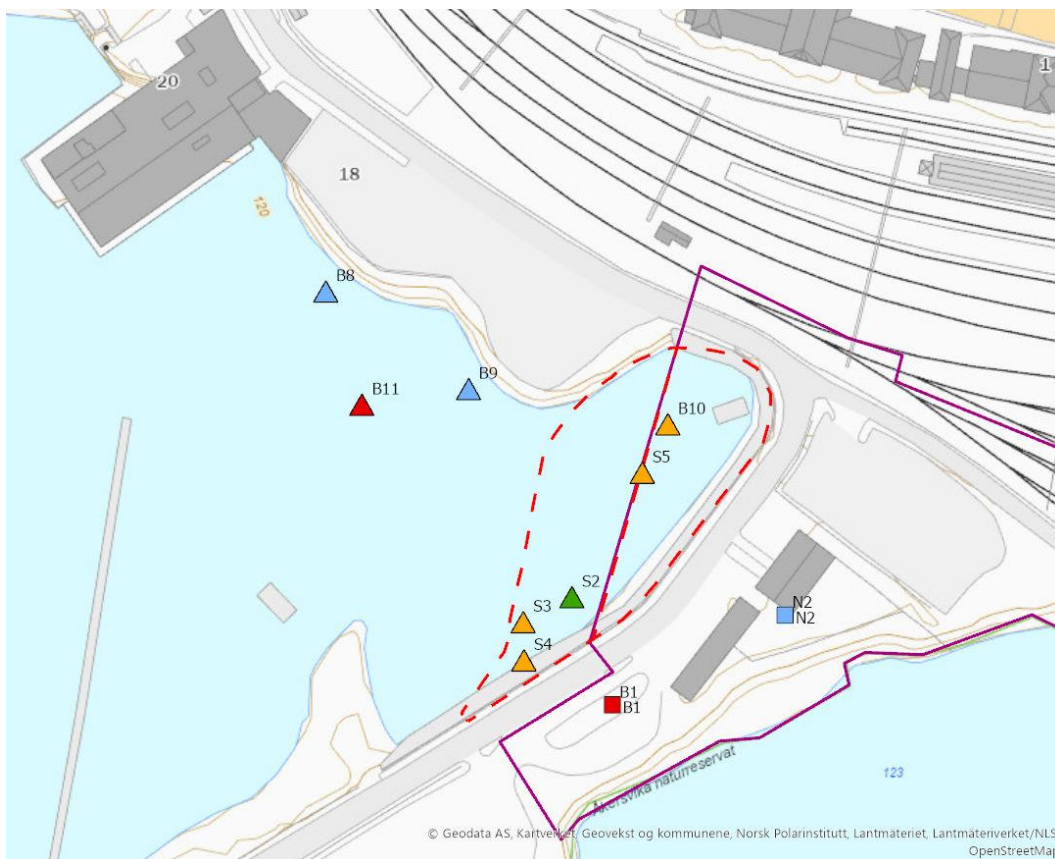 1
20
18
120
B8
B9
B11
B10
S5
S2
S3
S4
N2
N2
B1
B1
Åkersvika naturreservat
123
© Geodata AS, Kartverket, Geovekst og kommunene, Norsk Polarinstitutt, Lantmäteriet, Lantmäteriverket/NLS
OpenStreetMap